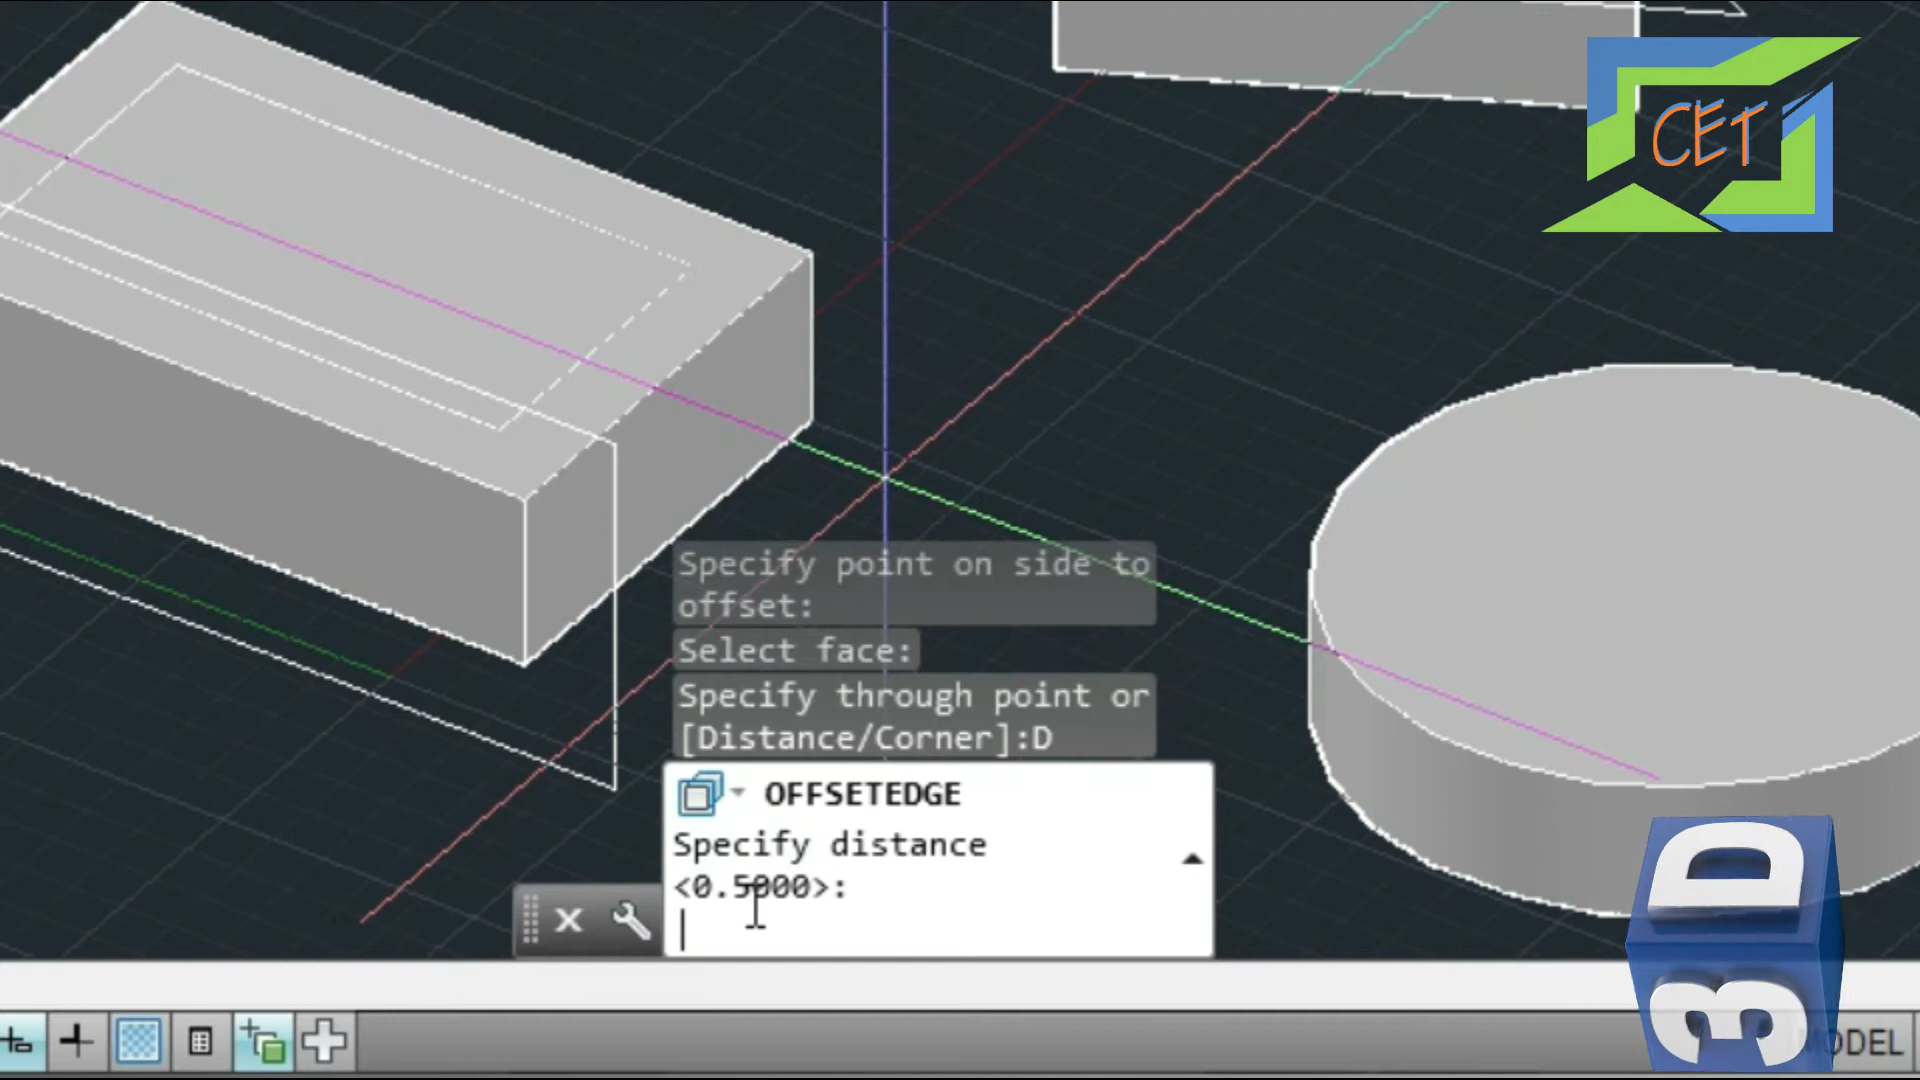 CET
Specify point on side to
offset:
Select face:
Specify through point or
[Distance/Corner]:D
OFFSETEDGE
Specify distance
<0.5000>:
3D
MODEL